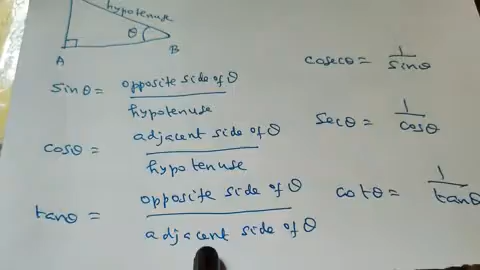 hypotenuse
θ
A
B
sinθ = opposite side of θ / hypotenuse
cosecθ = 1 / sinθ
cosθ = adjacent side of θ / hypotenuse
secθ = 1 / cosθ
tanθ = opposite side of θ / adjacent side of θ
cotθ = 1 / tanθ